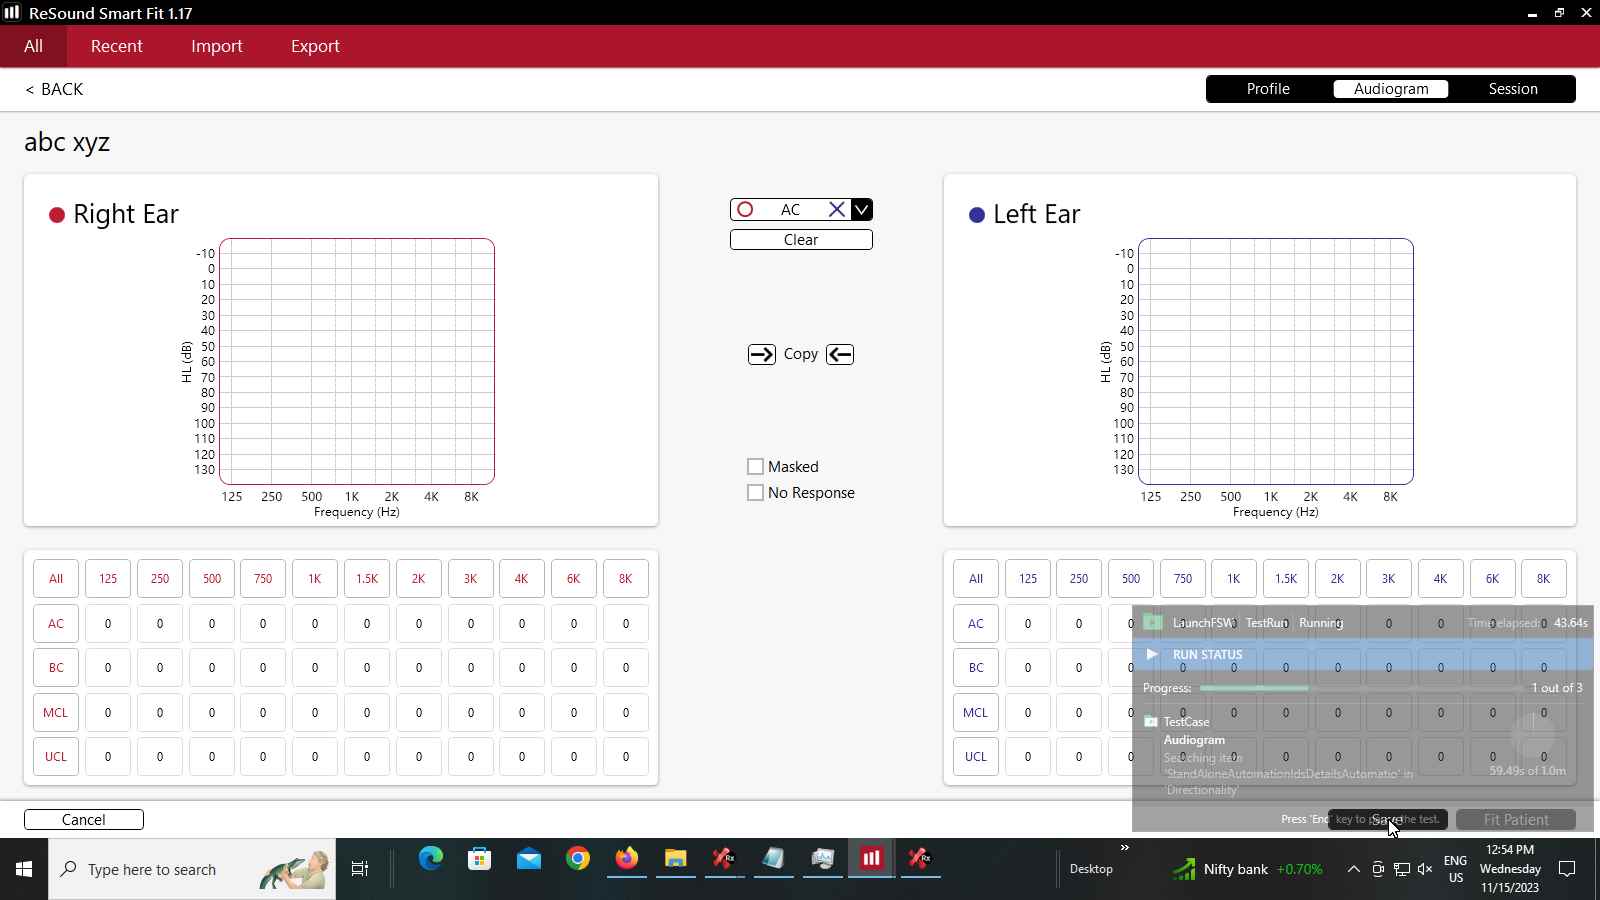 ReSound Smart Fit 1.17
All Recent Import Export
< BACK
Profile Audiogram Session
abc xyz
Right Ear
-10
0
10
20
30
40
50
60
70
80
90
100
110
120
130
HL (dB)
125 250 500 1K 2K 4K 8K
Frequency (Hz)
AC
Clear
Copy
Masked
No Response
Left Ear
-10
0
10
20
30
40
50
60
70
80
90
100
110
120
130
HL (dB)
125 250 500 1K 2K 4K 8K
Frequency (Hz)
All 125 250 500 750 1K 1.5K 2K 3K 4K 6K 8K
AC 0 0 0 0 0 0 0 0 0 0 0
BC 0 0 0 0 0 0 0 0 0 0 0
MCL 0 0 0 0 0 0 0 0 0 0 0
UCL 0 0 0 0 0 0 0 0 0 0 0
All 125 250 500 750 1K 1.5K 2K 3K 4K 6K 8K
AC 0 0 0 0 0 0 0 0 0 0 0
BC 0 0 0 0 0 0 0 0 0 0 0
MCL 0 0 0 0 0 0 0 0 0 0 0
UCL 0 0 0 0 0 0 0 0 0 0
LaunchFSW TestRun Running Time elapsed: 43.64s
RUN STATUS
Progress: 1 out of 3
TestCase
Audiogram
Searching item
'StandAloneAutomationIdsDetailsAutomatio' in
'Directionality'
59.49s of 1.0m
Press 'End' key to the test.
Cancel Save Fit Patient
Type here to search
Rx
Rx
Desktop
Nifty bank +0.70%
ENG
US
12:54 PM
Wednesday
11/15/2023